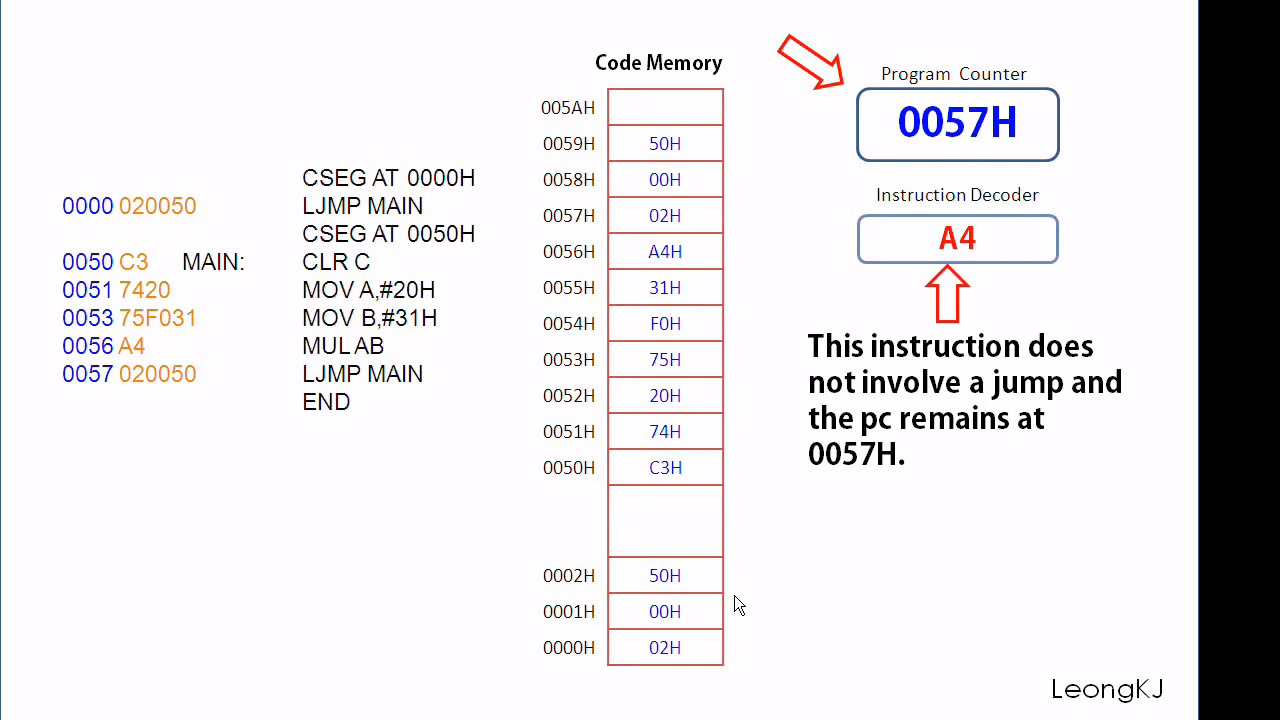 CSEG AT 0000H
0000 020050 LJMP MAIN
CSEG AT 0050H
0050 C3 MAIN: CLR C
0051 7420 MOV A,#20H
0053 75F031 MOV B,#31H
0056 A4 MUL AB
0057 020050 LJMP MAIN
END
Code Memory
005AH
0059H 50H
0058H 00H
0057H 02H
0056H A4H
0055H 31H
0054H F0H
0053H 75H
0052H 20H
0051H 74H
0050H C3H
0002H 50H
0001H 00H
0000H 02H
Program Counter
0057H
Instruction Decoder
A4
This instruction does
not involve a jump and
the pc remains at
0057H.
LeongKJ